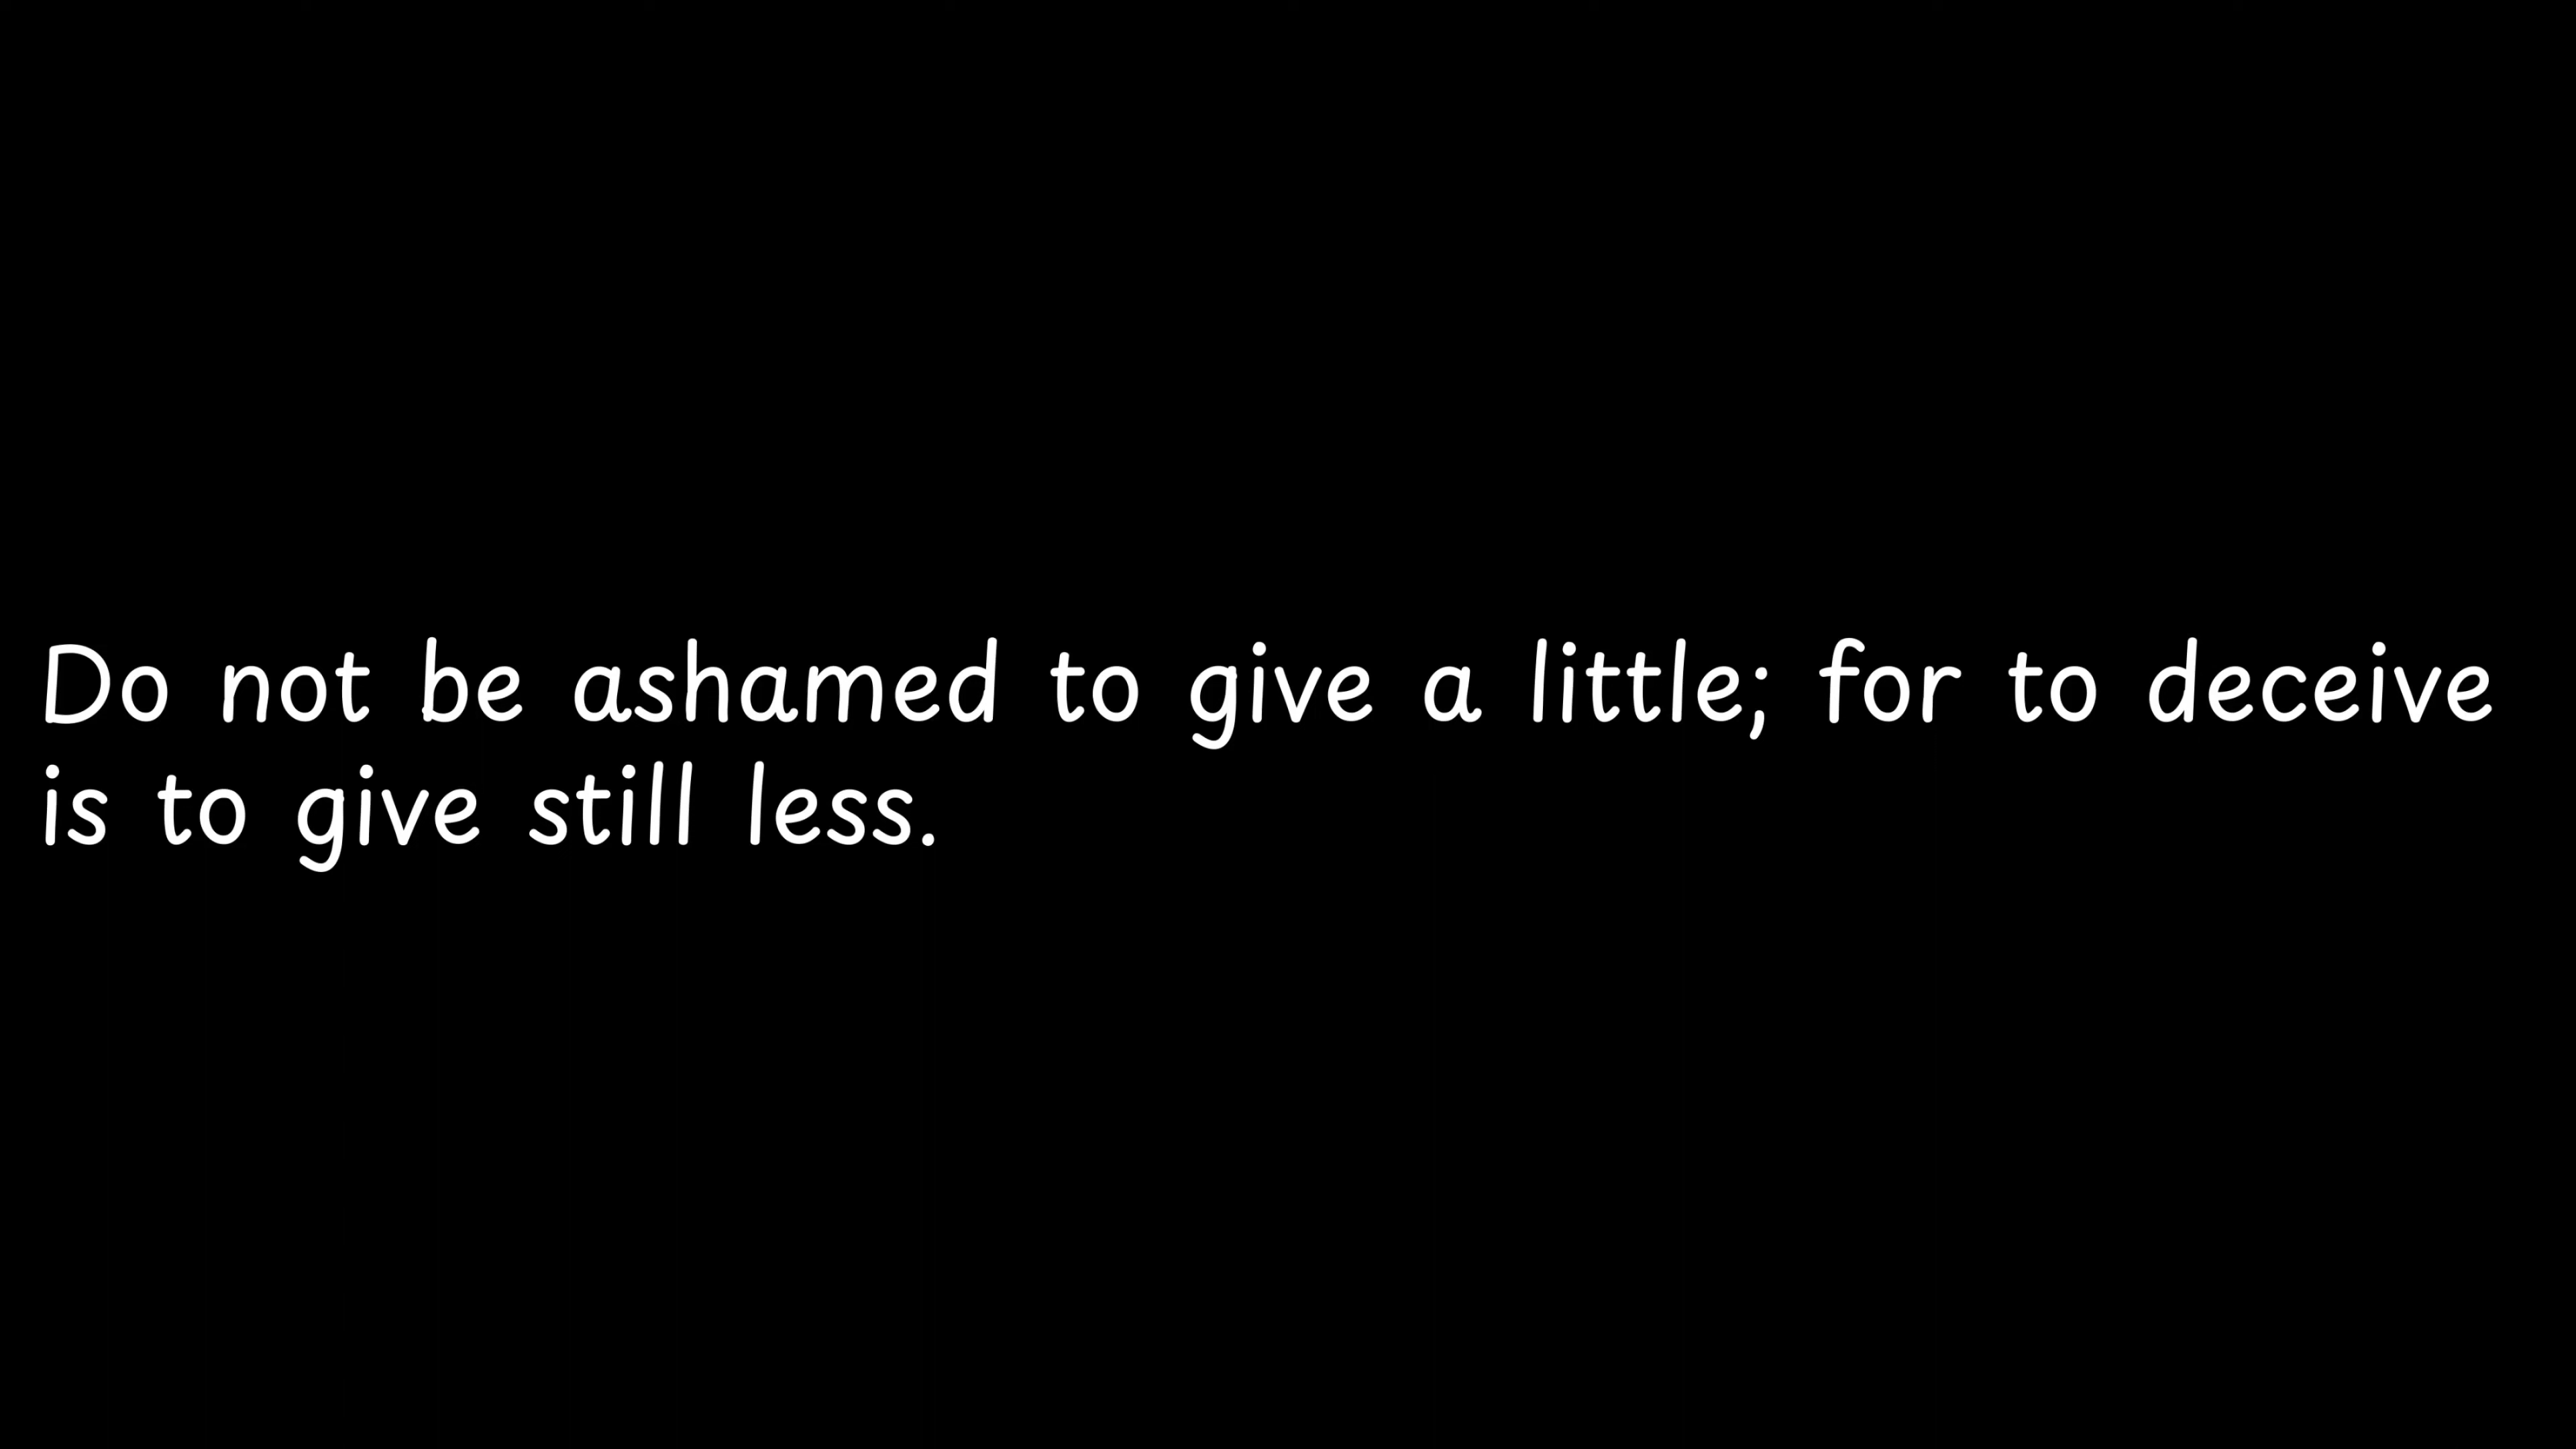 Do not be ashamed to give a little; for to deceive
is to give still less.